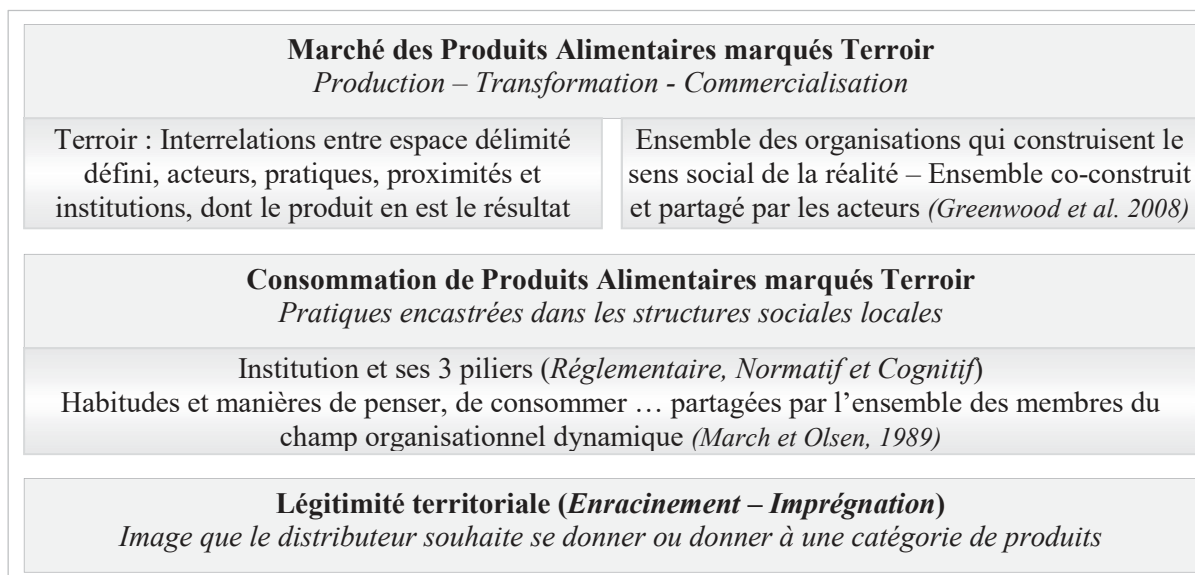 Marché des Produits Alimentaires marqués Terroir
Production – Transformation - Commercialisation
Terroir : Interrelations entre espace délimité
défini, acteurs, pratiques, proximités et
institutions, dont le produit en est le résultat
Ensemble des organisations qui construisent le
sens social de la réalité – Ensemble co-construit
et partagé par les acteurs (Greenwood et al. 2008)
Consommation de Produits Alimentaires marqués Terroir
Pratiques encastrées dans les structures sociales locales
Institution et ses 3 piliers (Réglementaire, Normatif et Cognitif)
Habitudes et manières de penser, de consommer … partagées par l’ensemble des membres du
champ organisationnel dynamique (March et Olsen, 1989)
Légitimité territoriale (Enracinement – Imprégnation)
Image que le distributeur souhaite se donner ou donner à une catégorie de produits